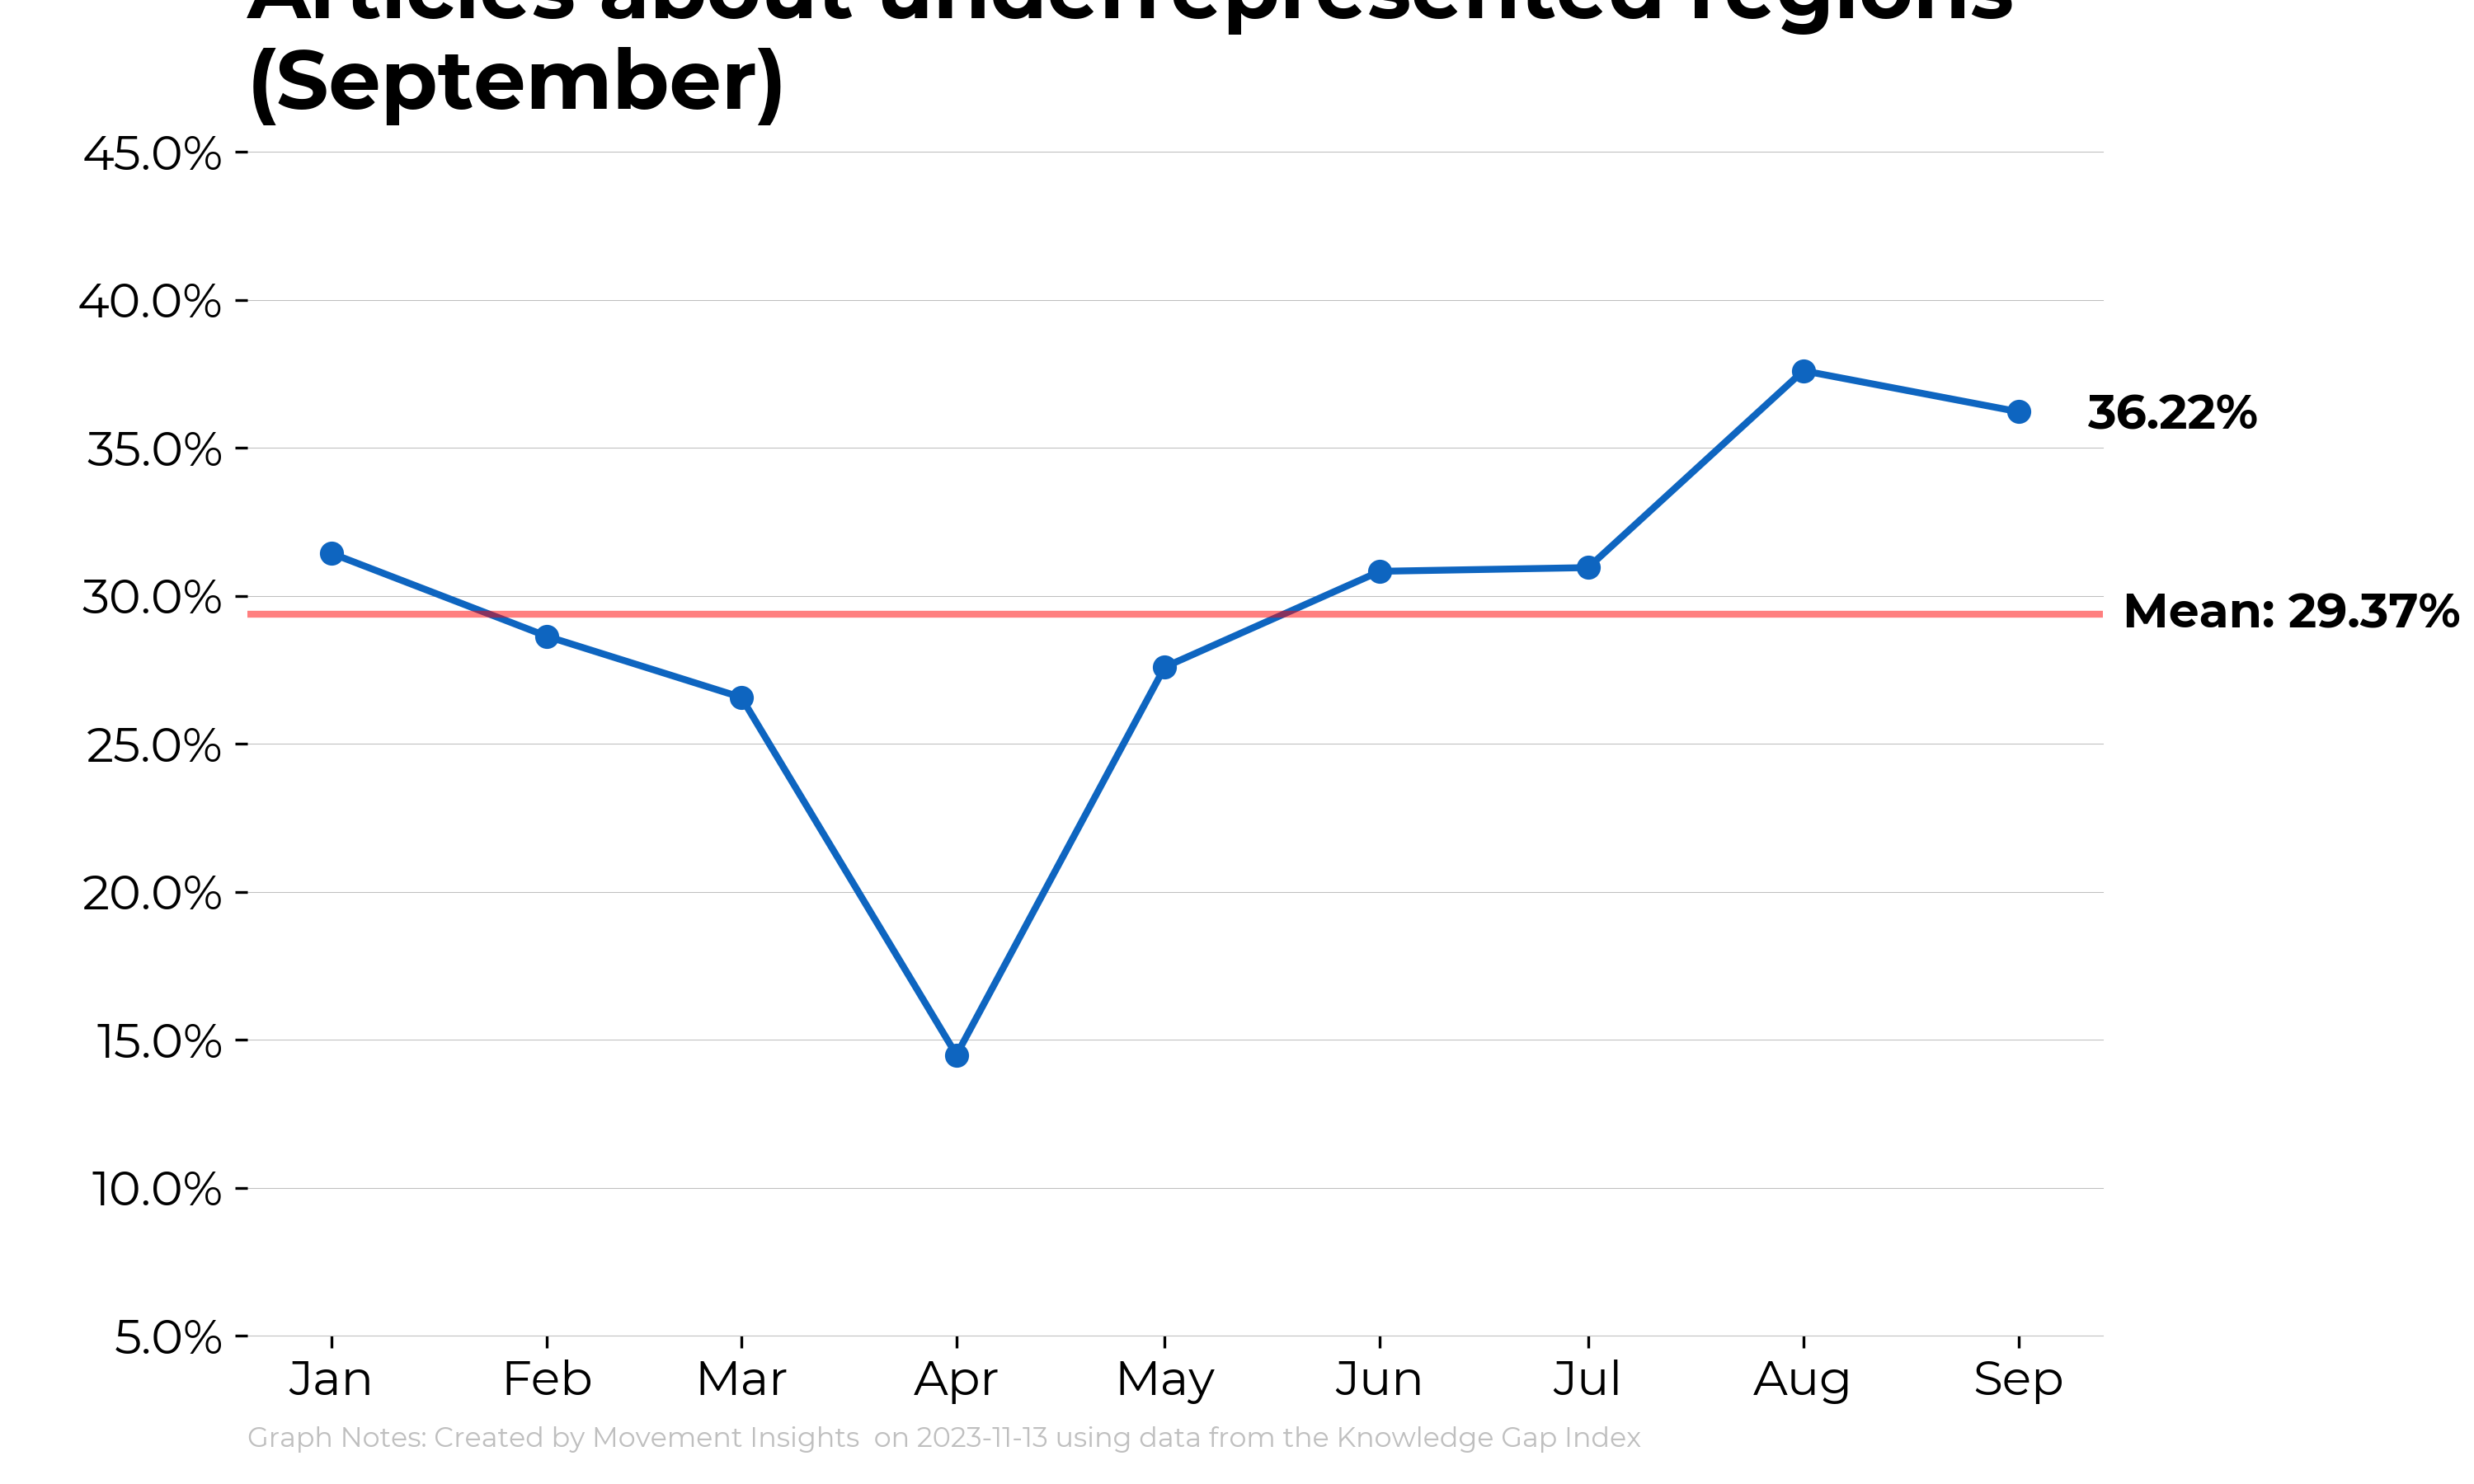 Articles about underrepresented regions
(September)
45.0%
40.0%
35.0%
30.0%
25.0%
20.0%
15.0%
10.0%
5.0%
36.22%
Mean: 29.37%
Jan Feb Mar Apr May Jun Jul Aug Sep
Graph Notes: Created by Movement Insights  on 2023-11-13 using data from the Knowledge Gap Index